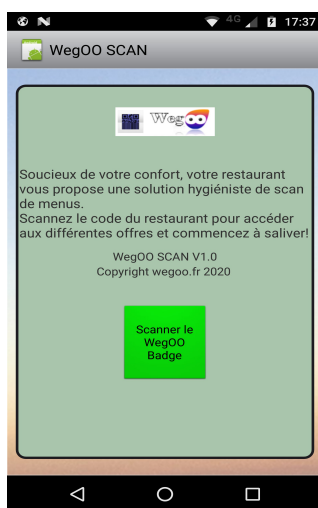 4G 17:37
WegOO SCAN
Weg
Soucieux de votre confort, votre restaurant
vous propose une solution hygiéniste de scan
de menus.
Scannez le code du restaurant pour accéder
aux différentes offres et commencez à saliver!
WegOO SCAN V1.0
Copyright wegoo.fr 2020
Scanner le
WegOO
Badge